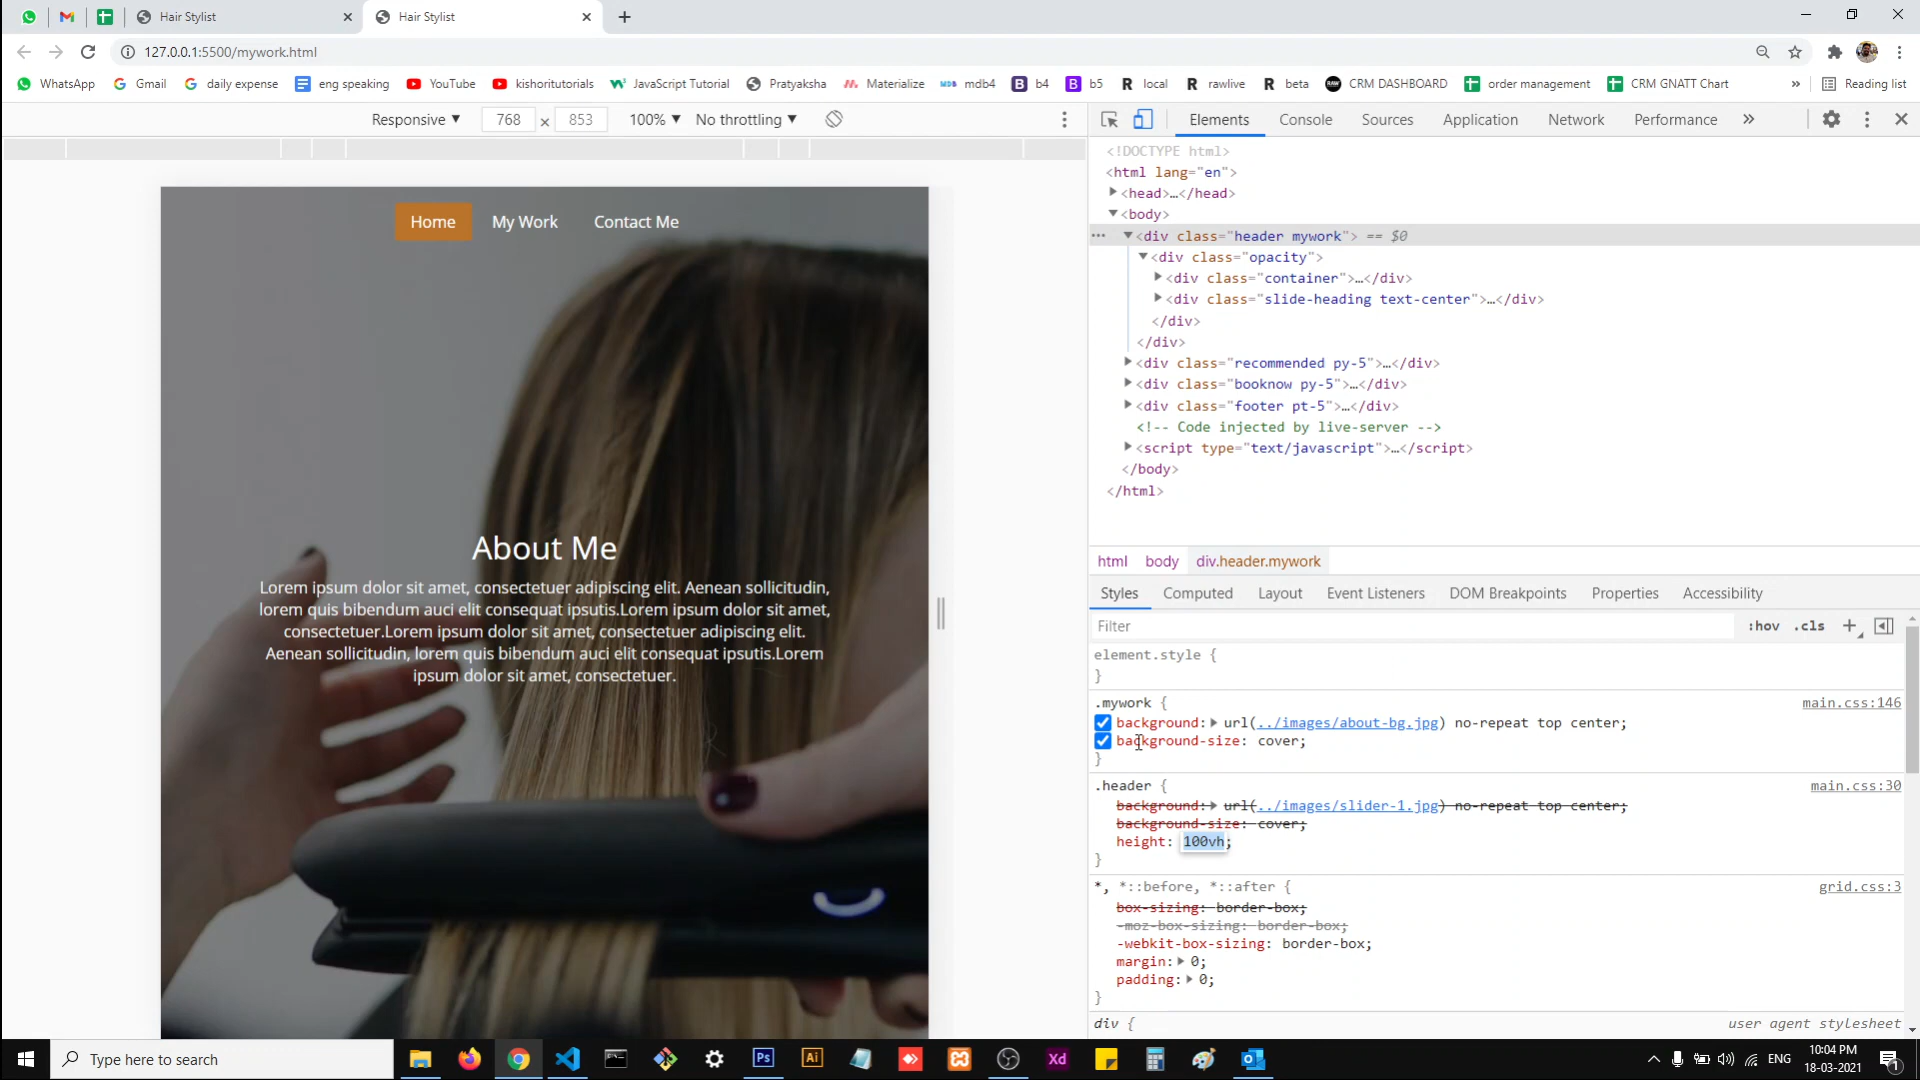 Hair Stylist
Hair Stylist
127.0.0.1:5500/mywork.html
WhatsApp Gmail daily expense eng speaking YouTube kishoritutorials JavaScript Tutorial Pratyaksha Materialize MDB mdb4 B b4 B b5 R local R rawlive R beta CRM DASHBOARD order management CRM GNATT Chart » Reading list
Responsive ▼ 768 × 853 100% ▼ No throttling ▼
Elements Console Sources Application Network Performance »
<!DOCTYPE html>
<html lang="en">
<head>…</head>
<body>
<div class="header mywork"> == $0
<div class="opacity">
<div class="container">…</div>
<div class="slide-heading text-center">…</div>
</div>
</div>
<div class="recommended py-5">…</div>
<div class="booknow py-5">…</div>
<div class="footer pt-5">…</div>
<!-- Code injected by live-server -->
<script type="text/javascript">…</script>
</body>
</html>
Home My Work Contact Me
About Me
Lorem ipsum dolor sit amet, consectetuer adipiscing elit. Aenean sollicitudin,
lorem quis bibendum auci elit consequat ipsutis.Lorem ipsum dolor sit amet,
consectetuer.Lorem ipsum dolor sit amet, consectetuer adipiscing elit.
Aenean sollicitudin, lorem quis bibendum auci elit consequat ipsutis.Lorem
ipsum dolor sit amet, consectetuer.
html body div.header.mywork
Styles Computed Layout Event Listeners DOM Breakpoints Properties Accessibility
Filter :hov .cls +
element.style {
}
.mywork { main.css:146
background: url(../images/about-bg.jpg) no-repeat top center;
background-size: cover;
}
.header { main.css:30
background: url(../images/slider-1.jpg) no-repeat top center;
background-size: cover;
height: 100vh;
}
*, *::before, *::after { grid.css:3
box-sizing: border-box;
-moz-box-sizing: border-box;
-webkit-box-sizing: border-box;
margin: 0;
padding: 0;
}
div { user agent stylesheet
Type here to search
Ps Ai Xd
ENG
10:04 PM
18-03-2021
1